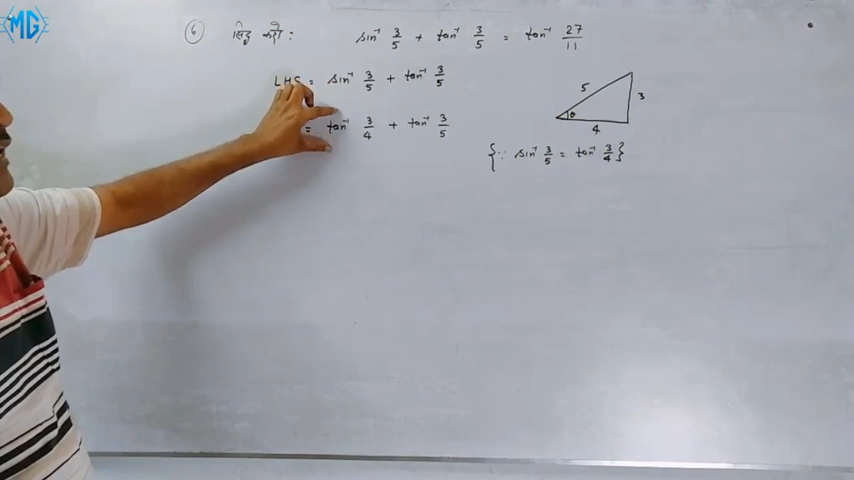 MG
⑥ सिद्ध करो : sin⁻¹ 3/5 + tan⁻¹ 3/5 = tan⁻¹ 27/11
LHS = sin⁻¹ 3/5 + tan⁻¹ 3/5
= tan⁻¹ 3/4 + tan⁻¹ 3/5
5
3
θ
4
{∵ sin⁻¹ 3/5 = tan⁻¹ 3/4}